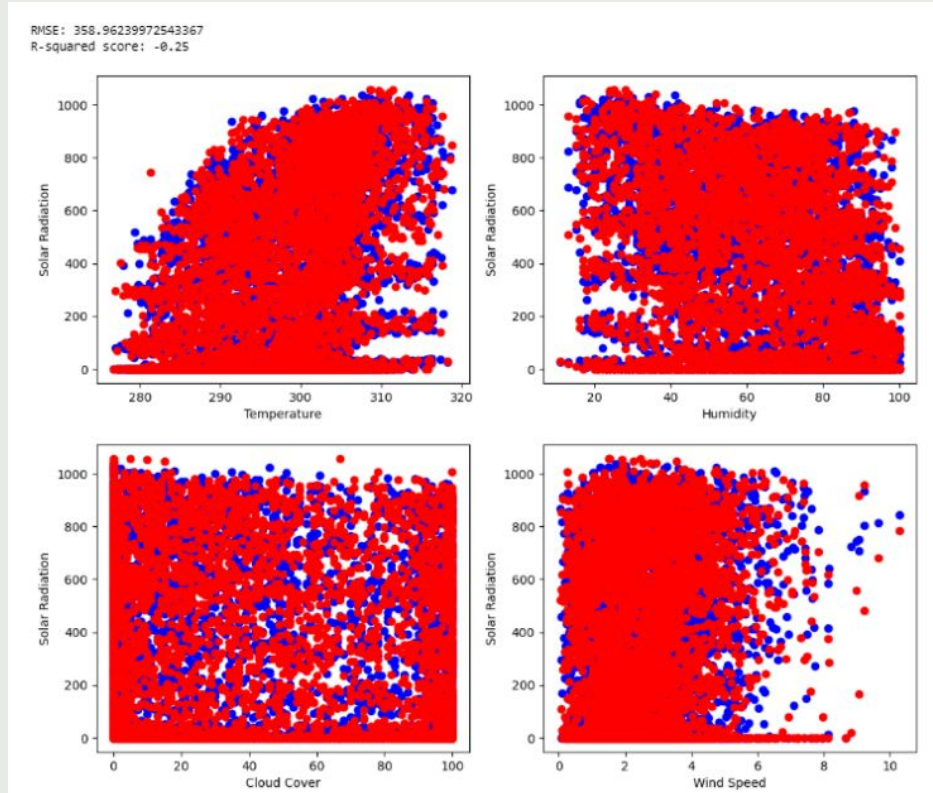 RMSE: 358.96239972543367
R-squared score: -0.25
1000
800
600
400
200
0
Solar Radiation
280 290 300 310 320
Temperature
1000
800
600
400
200
0
Solar Radiation
20 40 60 80 100
Humidity
1000
800
600
400
200
0
Solar Radiation
0 20 40 60 80 100
Cloud Cover
1000
800
600
400
200
0
Solar Radiation
0 2 4 6 8 10
Wind Speed